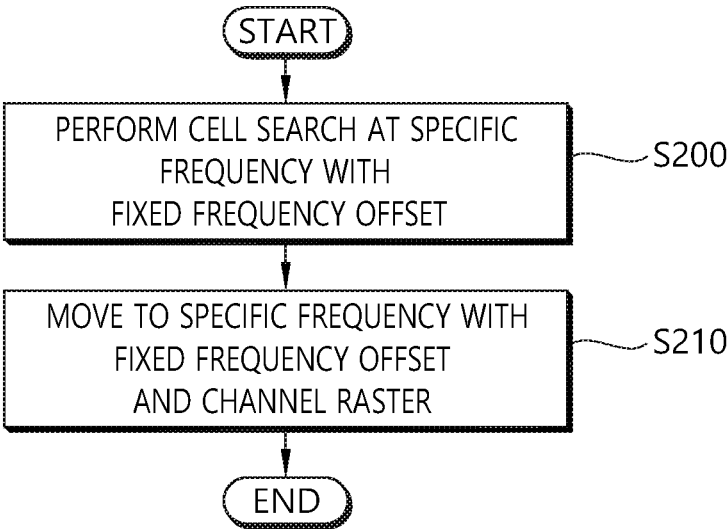 START
PERFORM CELL SEARCH AT SPECIFIC
FREQUENCY WITH
FIXED FREQUENCY OFFSET
S200
MOVE TO SPECIFIC FREQUENCY WITH
FIXED FREQUENCY OFFSET
AND CHANNEL RASTER
S210
END